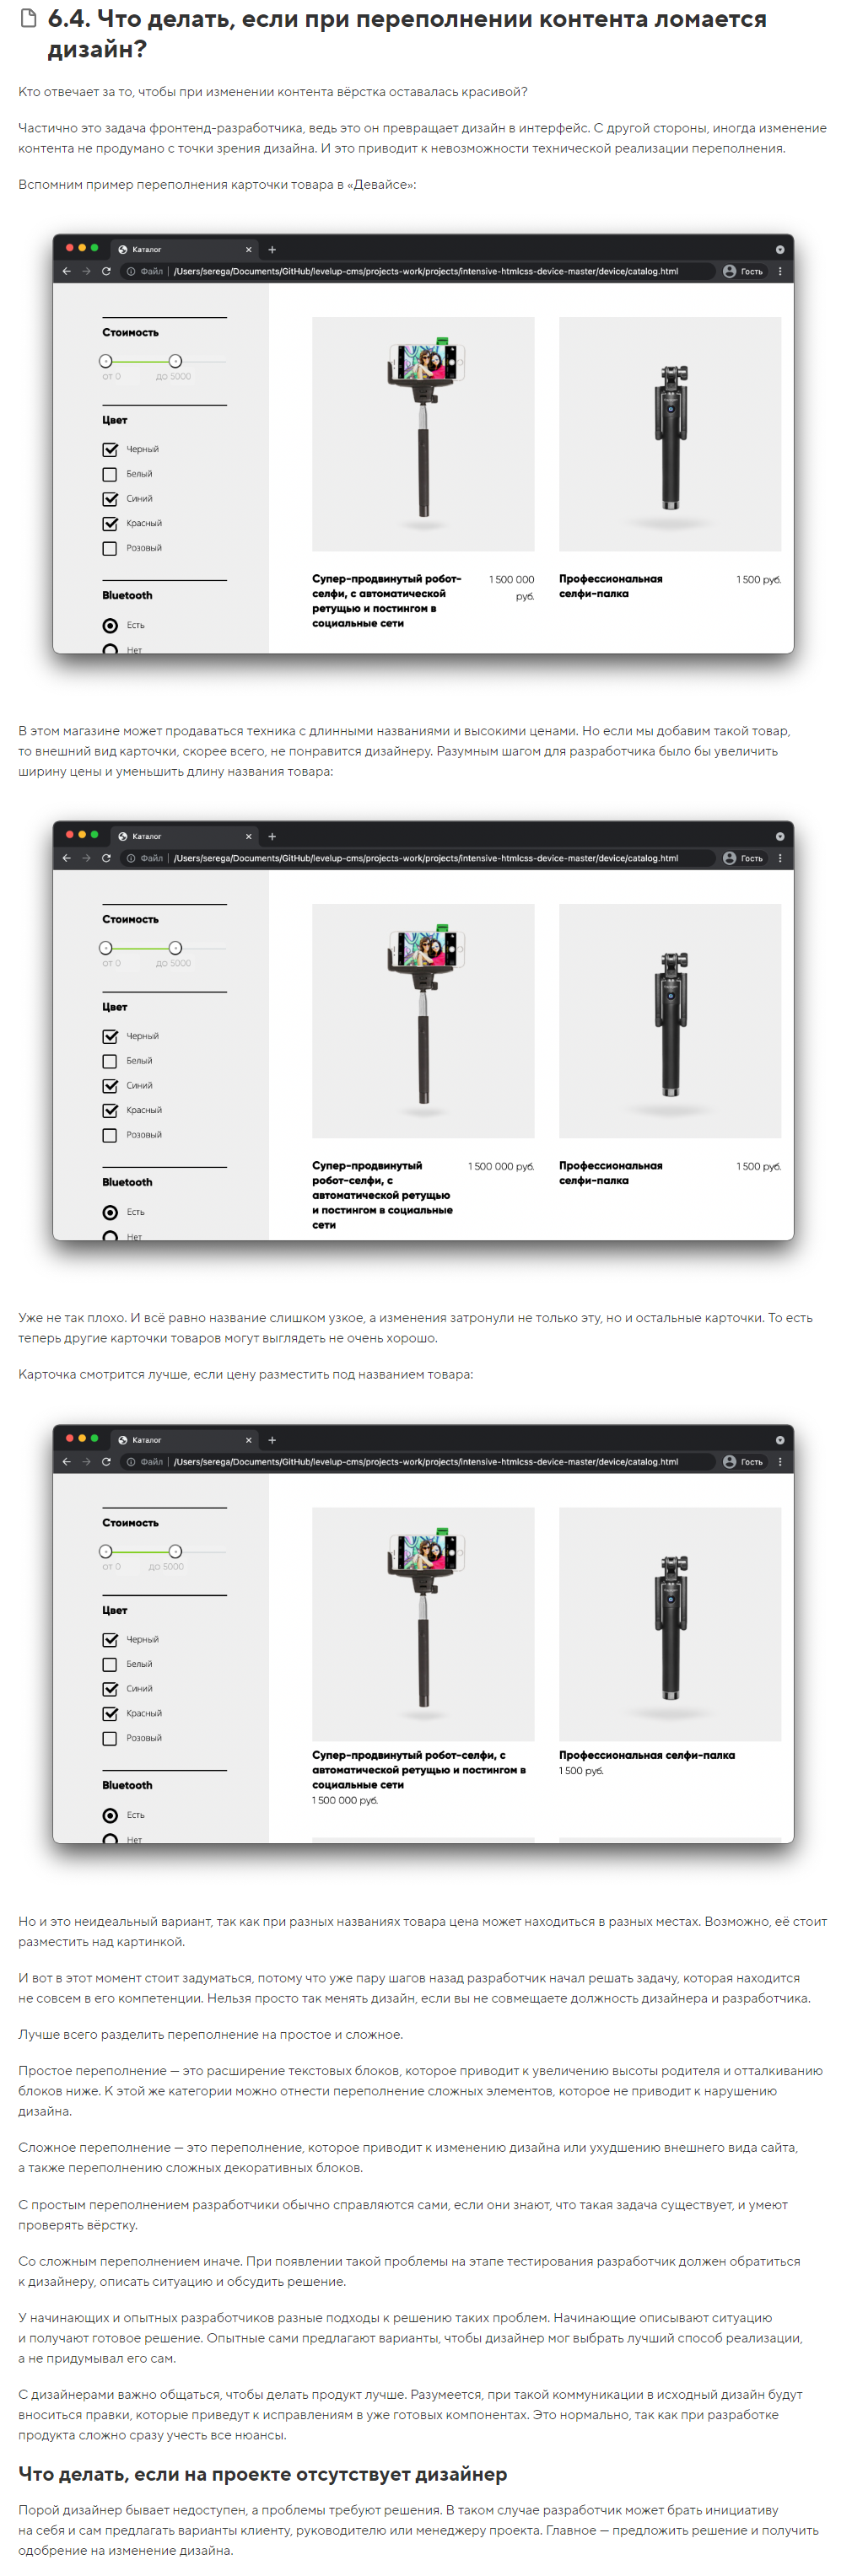 6.4. Что делать, если при переполнении контента ломается
дизайн?
Кто отвечает за то, чтобы при изменении контента вёрстка оставалась красивой?
Частично это задача фронтенд-разработчика, ведь это он превращает дизайн в интерфейс. С другой стороны, иногда изменение
контента не продумано с точки зрения дизайна. И это приводит к невозможности технической реализации переполнения.
Вспомним пример переполнения карточки товара в «Девайсе»:
Каталог
Файл | /Users/serega/Documents/GitHub/levelup-cms/projects-work/projects/intensive-htmlcss-device-master/device/catalog.html Гость
Стоимость
от 0 до 5000
Цвет
Черный
Белый
Синий
Красный
Розовый
Bluetooth
Есть
Нет
Супер-продвинутый робот-
селфи, с автоматической
ретушью и постингом в
социальные сети
1 500 000
руб.
Профессиональная
селфи-палка
1 500 руб.
В этом магазине может продаваться техника с длинными названиями и высокими ценами. Но если мы добавим такой товар,
то внешний вид карточки, скорее всего, не понравится дизайнеру. Разумным шагом для разработчика было бы увеличить
ширину цены и уменьшить длину названия товара:
Каталог
Файл | /Users/serega/Documents/GitHub/levelup-cms/projects-work/projects/intensive-htmlcss-device-master/device/catalog.html Гость
Стоимость
от 0 до 5000
Цвет
Черный
Белый
Синий
Красный
Розовый
Bluetooth
Есть
Нет
Супер-продвинутый
робот-селфи, с
автоматической ретушью
и постингом в социальные
сети
1 500 000 руб.
Профессиональная
селфи-палка
1 500 руб.
Уже не так плохо. И всё равно название слишком узкое, а изменения затронули не только эту, но и остальные карточки. То есть
теперь другие карточки товаров могут выглядеть не очень хорошо.
Карточка смотрится лучше, если цену разместить под названием товара:
Каталог
Файл | /Users/serega/Documents/GitHub/levelup-cms/projects-work/projects/intensive-htmlcss-device-master/device/catalog.html Гость
Стоимость
от 0 до 5000
Цвет
Черный
Белый
Синий
Красный
Розовый
Bluetooth
Есть
Нет
Супер-продвинутый робот-селфи, с
автоматической ретушью и постингом в
социальные сети
1 500 000 руб.
Профессиональная селфи-палка
1 500 руб.
Но и это неидеальный вариант, так как при разных названиях товара цена может находиться в разных местах. Возможно, её стоит
разместить над картинкой.
И вот в этот момент стоит задуматься, потому что уже пару шагов назад разработчик начал решать задачу, которая находится
не совсем в его компетенции. Нельзя просто так менять дизайн, если вы не совмещаете должность дизайнера и разработчика.
Лучше всего разделить переполнение на простое и сложное.
Простое переполнение — это расширение текстовых блоков, которое приводит к увеличению высоты родителя и отталкиванию
блоков ниже. К этой же категории можно отнести переполнение сложных элементов, которое не приводит к нарушению
дизайна.
Сложное переполнение — это переполнение, которое приводит к изменению дизайна или ухудшению внешнего вида сайта,
а также переполнению сложных декоративных блоков.
С простым переполнением разработчики обычно справляются сами, если они знают, что такая задача существует, и умеют
проверять вёрстку.
Со сложным переполнением иначе. При появлении такой проблемы на этапе тестирования разработчик должен обратиться
к дизайнеру, описать ситуацию и обсудить решение.
У начинающих и опытных разработчиков разные подходы к решению таких проблем. Начинающие описывают ситуацию
и получают готовое решение. Опытные сами предлагают варианты, чтобы дизайнер мог выбрать лучший способ реализации,
а не придумывал его сам.
С дизайнерами важно общаться, чтобы делать продукт лучше. Разумеется, при такой коммуникации в исходный дизайн будут
вноситься правки, которые приведут к исправлениям в уже готовых компонентах. Это нормально, так как при разработке
продукта сложно сразу учесть все нюансы.
Что делать, если на проекте отсутствует дизайнер
Порой дизайнер бывает недоступен, а проблемы требуют решения. В таком случае разработчик может брать инициативу
на себя и сам предлагать варианты клиенту, руководителю или менеджеру проекта. Главное — предложить решение и получить
одобрение на изменение дизайна.